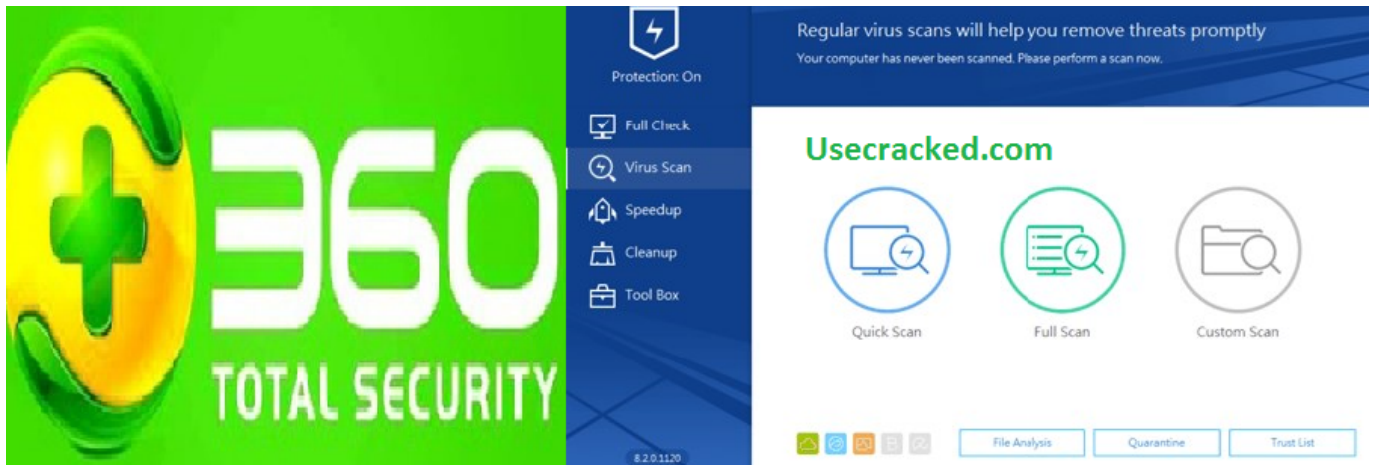 360
TOTAL SECURITY
Protection: On
Full Check
Virus Scan
Speedup
Cleanup
Tool Box
8.2.0.1120
Regular virus scans will help you remove threats promptly
Your computer has never been scanned. Please perform a scan now.
Usecracked.com
Quick Scan
Full Scan
Custom Scan
File Analysis
Quarantine
Trust List